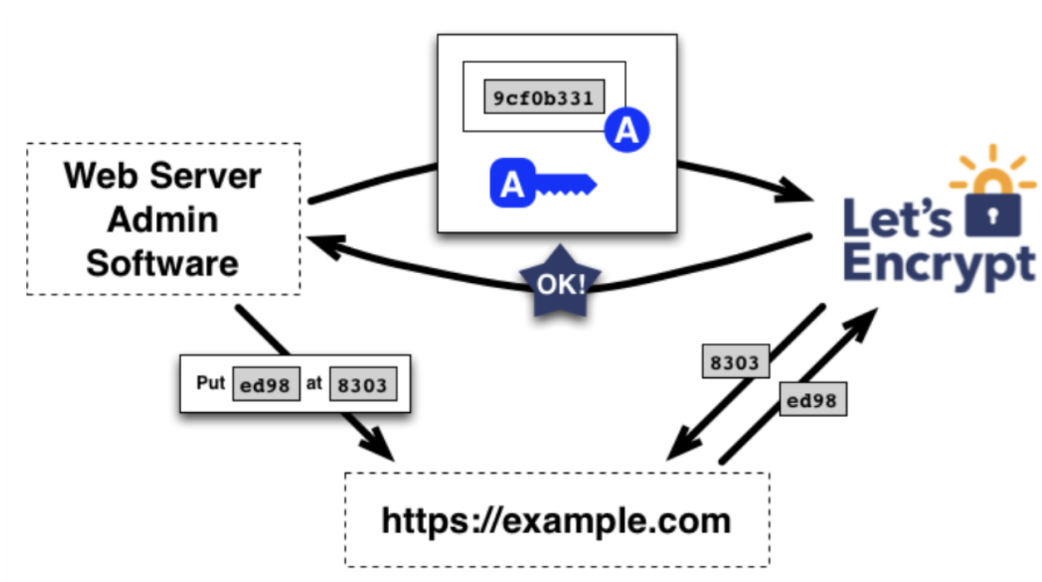 9cf0b331
A
A
Web Server
Admin
Software
Let's
Encrypt
OK!
Put ed98 at 8303
8303
ed98
https://example.com